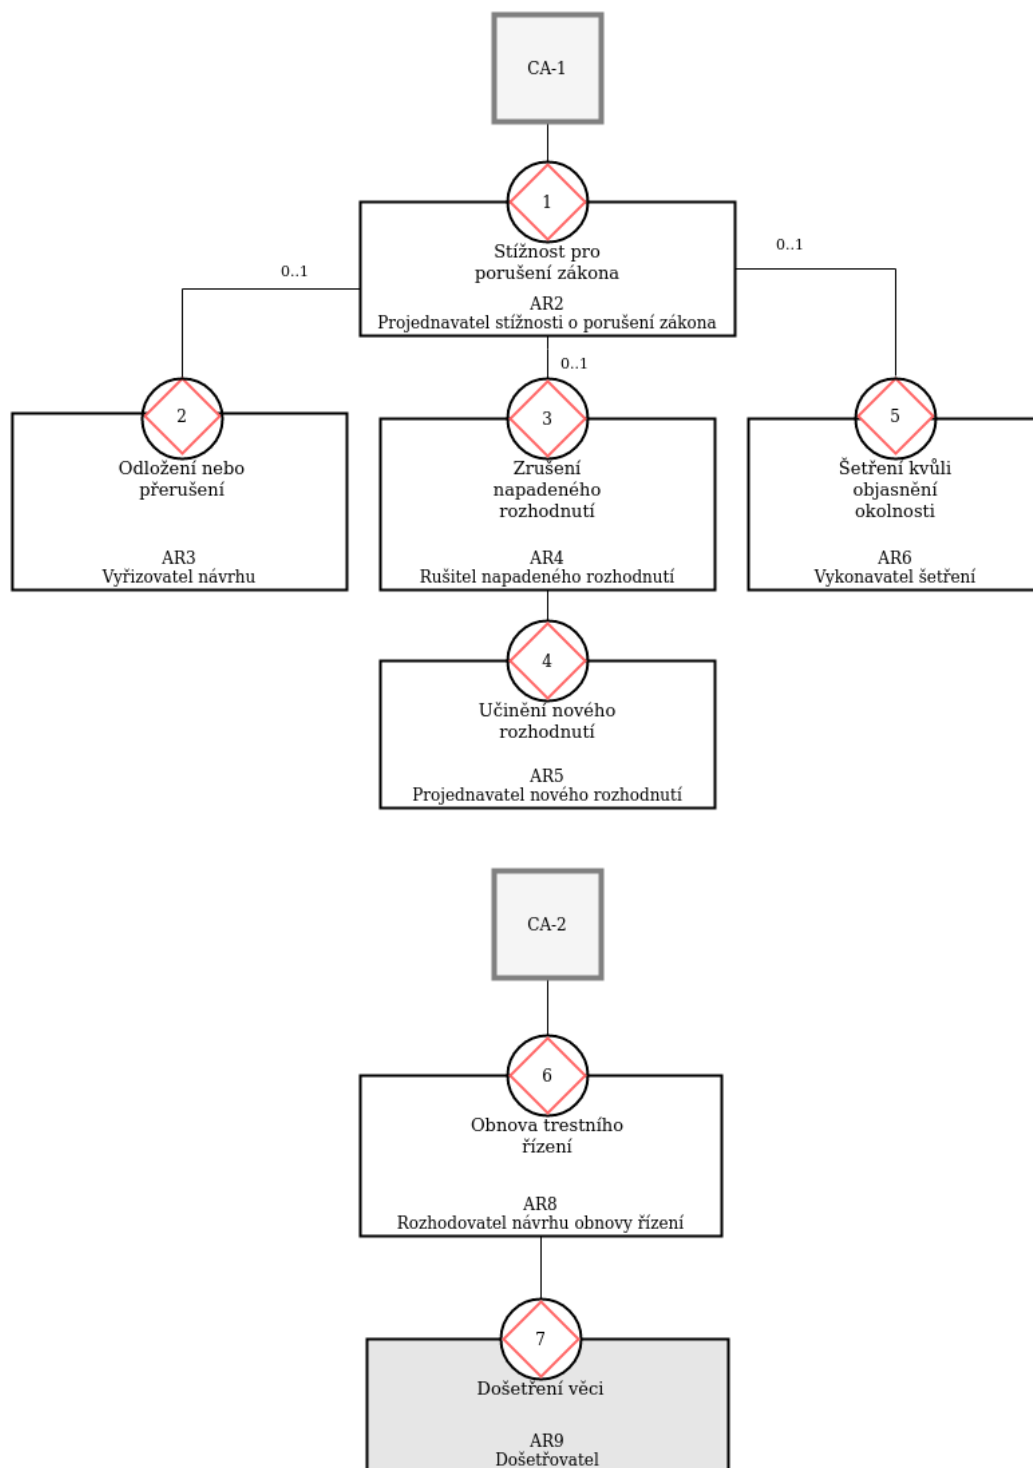 CA-1
1
Stížnost pro
porušení zákona
AR2
Projednavatel stížnosti o porušení zákona
0..1
0..1
0..1
2
Odložení nebo
přerušení
AR3
Vyřizovatel návrhu
3
Zrušení
napadeného
rozhodnutí
AR4
Rušitel napadeného rozhodnutí
5
Šetření kvůli
objasnění
okolnosti
AR6
Vykonavatel šetření
4
Učinění nového
rozhodnutí
AR5
Projednavatel nového rozhodnutí
CA-2
6
Obnova trestního
řízení
AR8
Rozhodovatel návrhu obnovy řízení
7
Došetření věci
AR9
Došetřovatel